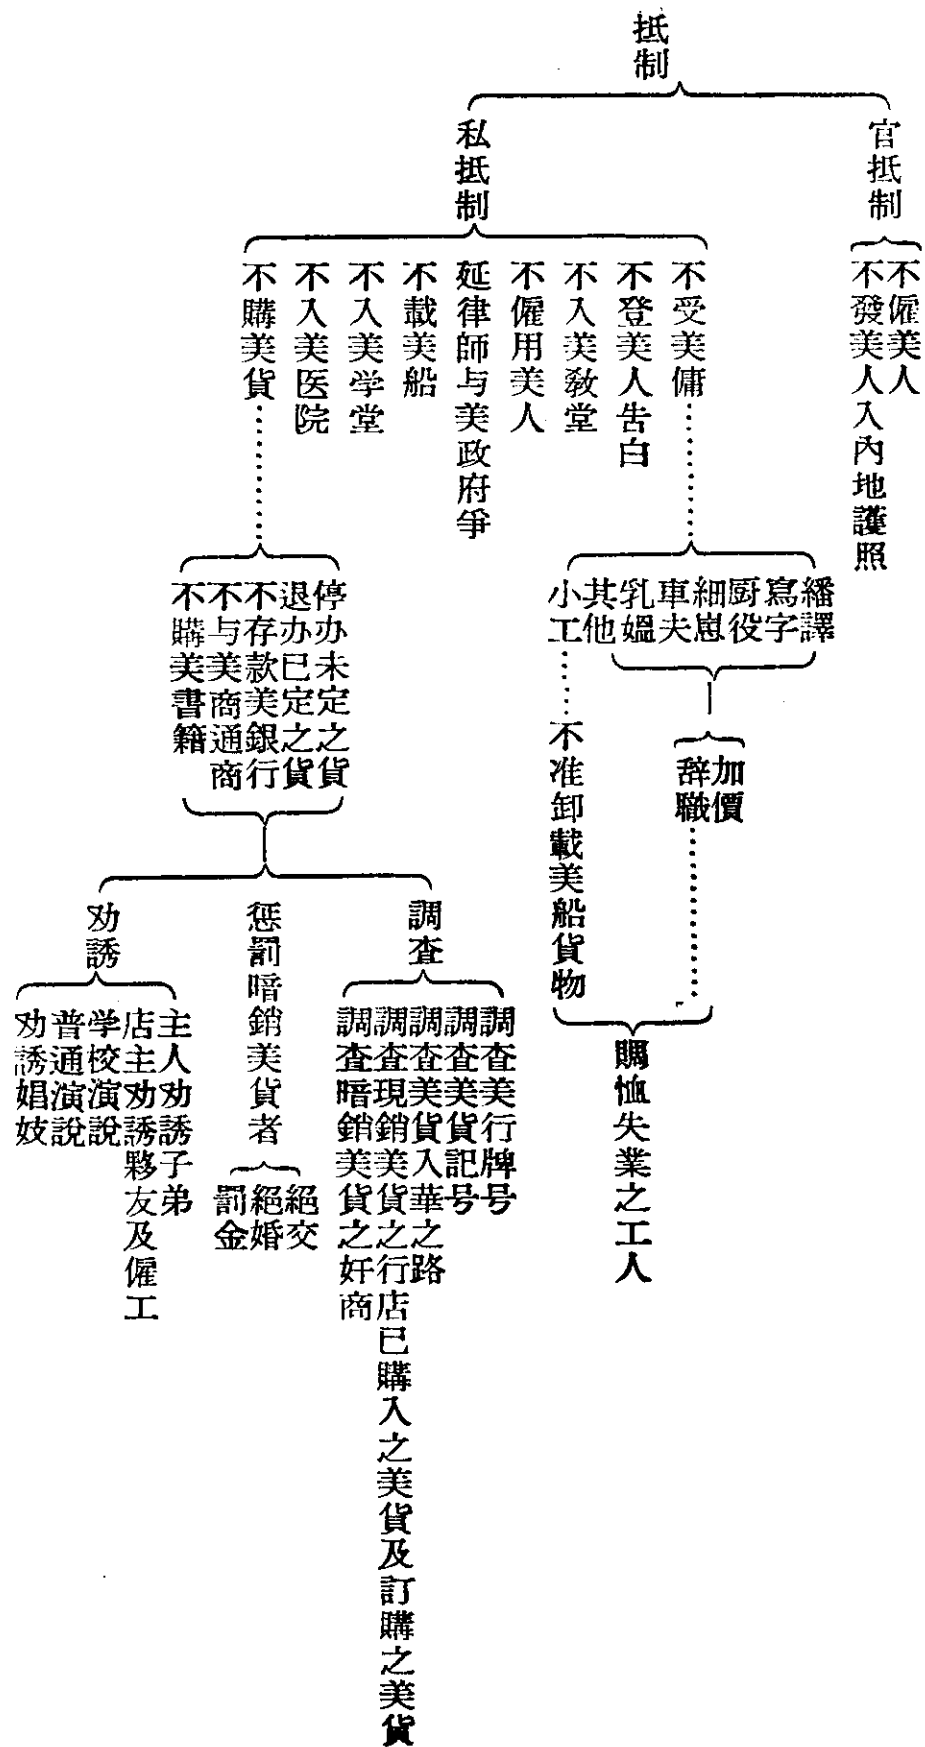 抵制
官抵制
不僱美人
不發美人入內地護照
私抵制
不受美傭
不登美人告白
不入美教堂
不僱用美人
延律師与美政府爭
不載美船
不入美学堂
不入美医院
不購美貨
繙譯
寫字
厨役
細崽
車夫
乳媼
其他
小工
加價
辞職
不准卸載美船貨物
賙恤失業之工人
停办未定之貨
退办已定之貨
不存款美銀行
不与美商通商
不購美書籍
調査
調査美行牌号
調査美貨記号
調査美貨入華之路
調査現銷美貨之行店已購入之美貨及訂購之美貨
調査暗銷美貨之奸商
惩罰暗銷美貨者
絕交
絕婚
罰金
劝誘
主人劝誘子弟
店主劝誘夥友及僱工
学校演說
普通演說
劝誘娼妓